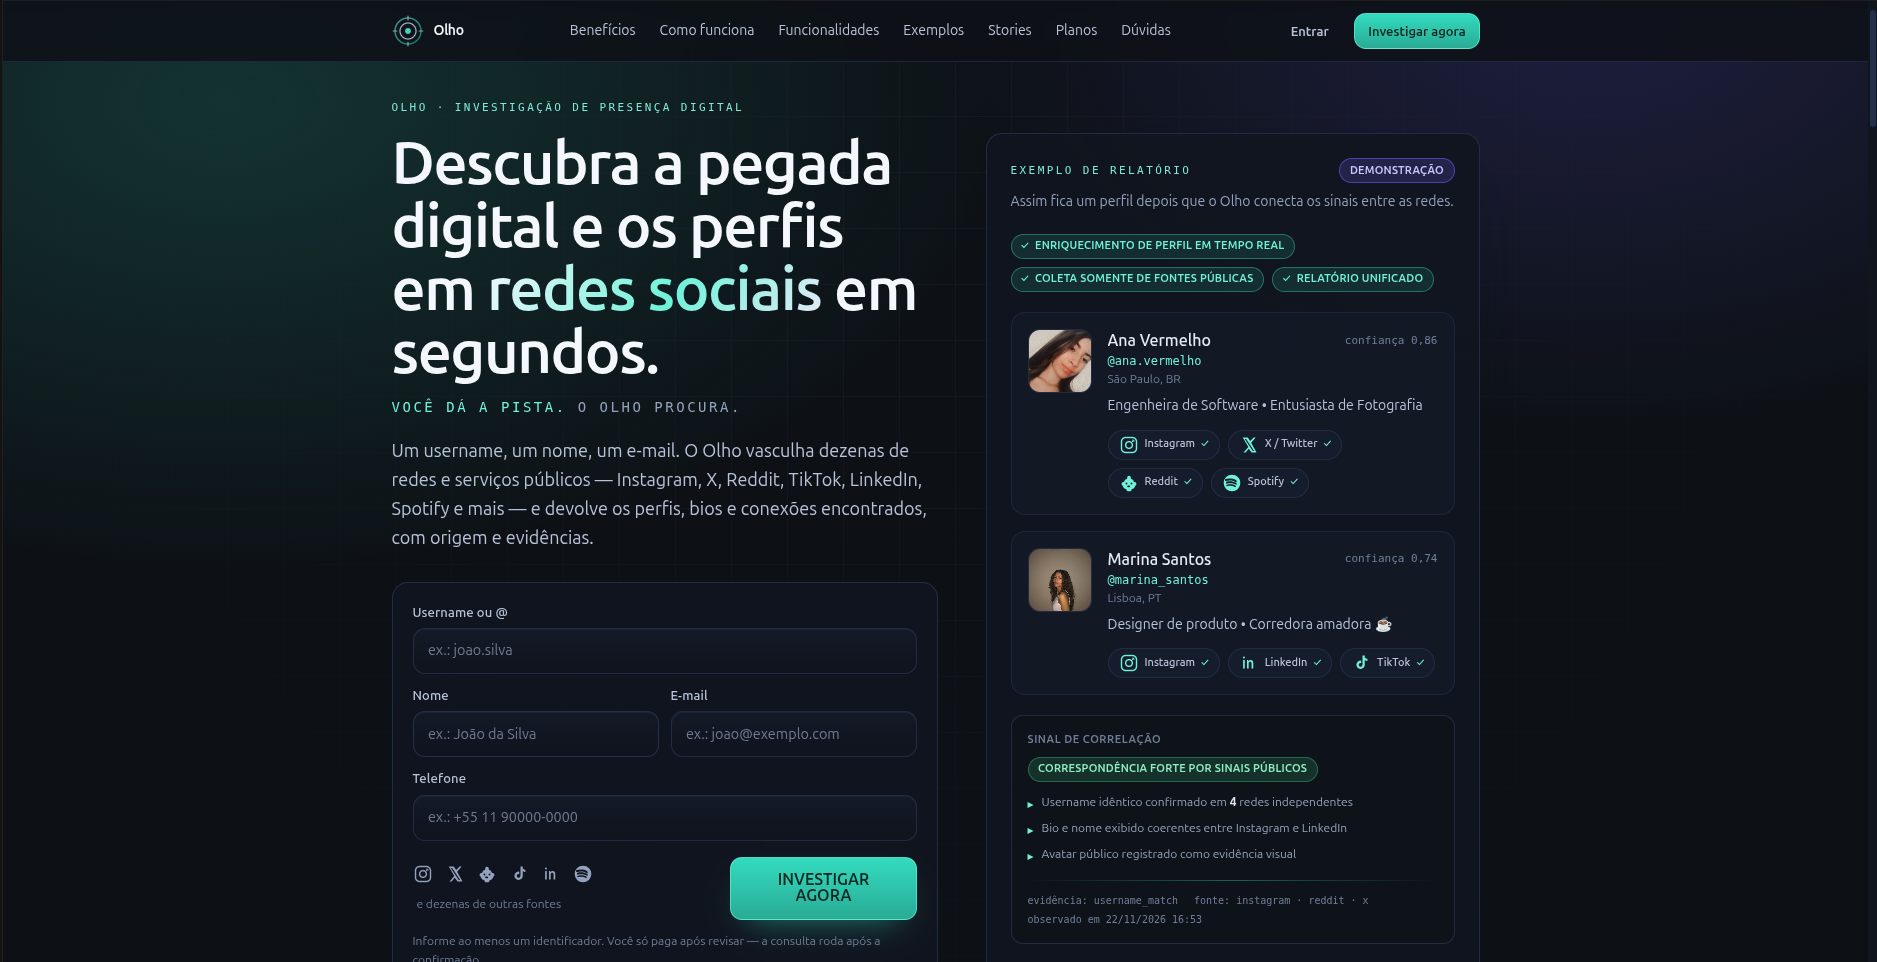 Olho
Benefícios
Como funciona
Funcionalidades
Exemplos
Stories
Planos
Dúvidas
Entrar
Investigar agora
OLHO · INVESTIGAÇÃO DE PRESENÇA DIGITAL
Descubra a pegada
digital e os perfis
em redes sociais em
segundos.
VOCÊ DÁ A PISTA. O OLHO PROCURA.
Um username, um nome, um e-mail. O Olho vasculha dezenas de
redes e serviços públicos — Instagram, X, Reddit, TikTok, LinkedIn,
Spotify e mais — e devolve os perfis, bios e conexões encontrados,
com origem e evidências.
Username ou @
ex.: joao.silva
Nome
E-mail
ex.: João da Silva
ex.: joao@exemplo.com
Telefone
ex.: +55 11 90000-0000
in
e dezenas de outras fontes
INVESTIGAR
AGORA
Informe ao menos um identificador. Você só paga após revisar — a consulta roda após a
confirmação.
EXEMPLO DE RELATÓRIO
DEMONSTRAÇÃO
Assim fica um perfil depois que o Olho conecta os sinais entre as redes.
✓ ENRIQUECIMENTO DE PERFIL EM TEMPO REAL
✓ COLETA SOMENTE DE FONTES PÚBLICAS
✓ RELATÓRIO UNIFICADO
Ana Vermelho
confiança 0,86
@ana.vermelho
São Paulo, BR
Engenheira de Software • Entusiasta de Fotografia
Instagram ✓
X / Twitter ✓
Reddit ✓
Spotify ✓
Marina Santos
confiança 0,74
@marina_santos
Lisboa, PT
Designer de produto • Corredora amadora ☕
Instagram ✓
in LinkedIn ✓
TikTok ✓
SINAL DE CORRELAÇÃO
CORRESPONDÊNCIA FORTE POR SINAIS PÚBLICOS
▸ Username idêntico confirmado em 4 redes independentes
▸ Bio e nome exibido coerentes entre Instagram e LinkedIn
▸ Avatar público registrado como evidência visual
evidência: username_match fonte: instagram · reddit · x
observado em 22/11/2026 16:53